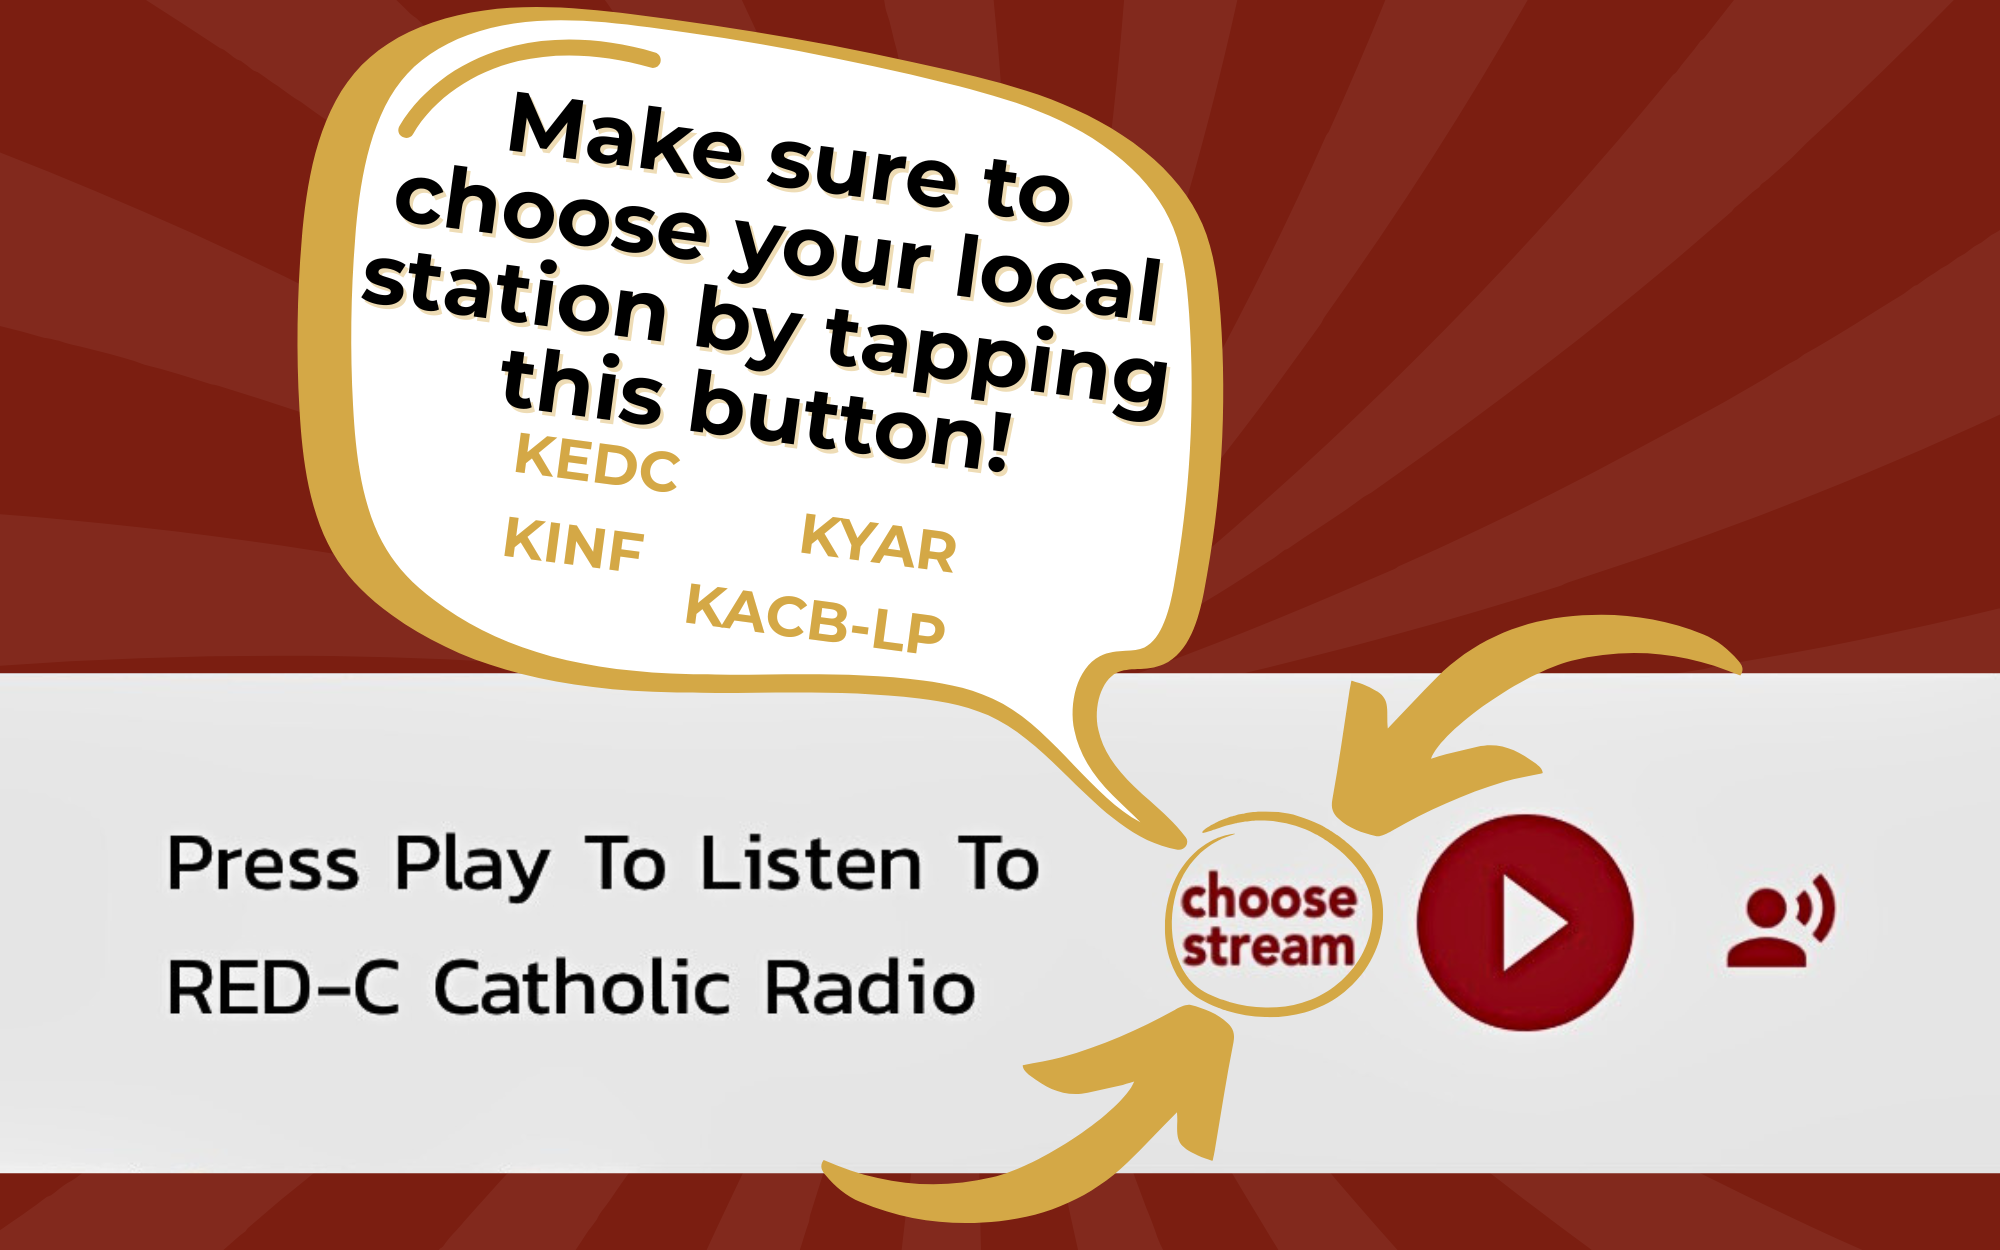 Make sure to
choose your local
station by tapping
this button!
KEDC
KINF
KYAR
KACB-LP
Press Play To Listen To
RED-C Catholic Radio
choose
stream